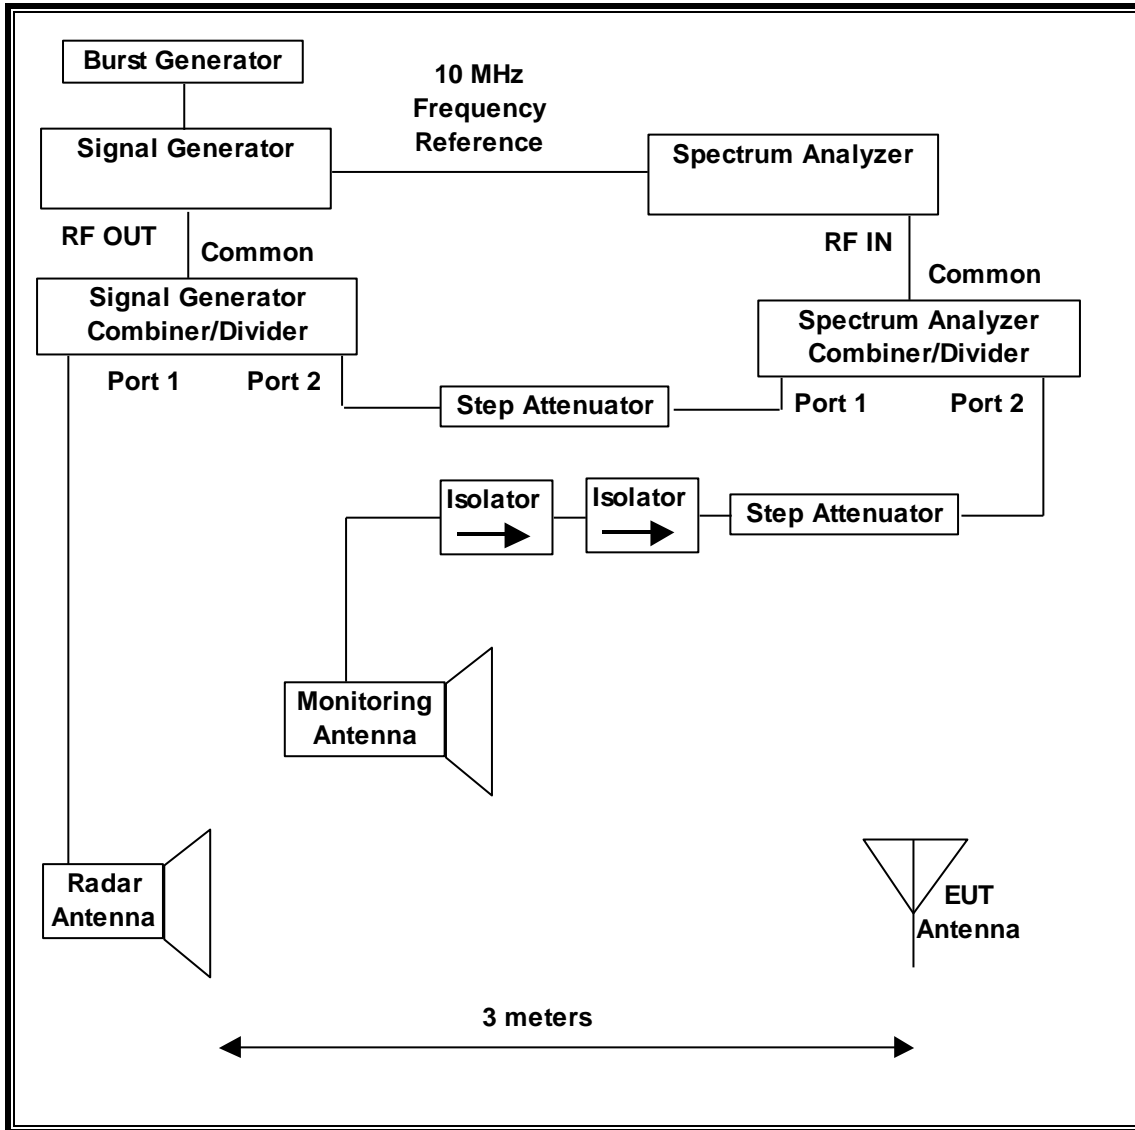 Burst Generator
10 MHz
Frequency
Reference
Signal Generator
Spectrum Analyzer
RF OUT
Common
RF IN
Common
Signal Generator
Combiner/Divider
Spectrum Analyzer
Combiner/Divider
Port 1
Port 2
Step Attenuator
Port 1
Port 2
Isolator
Isolator
Step Attenuator
Monitoring
Antenna
Radar
Antenna
EUT
Antenna
3 meters